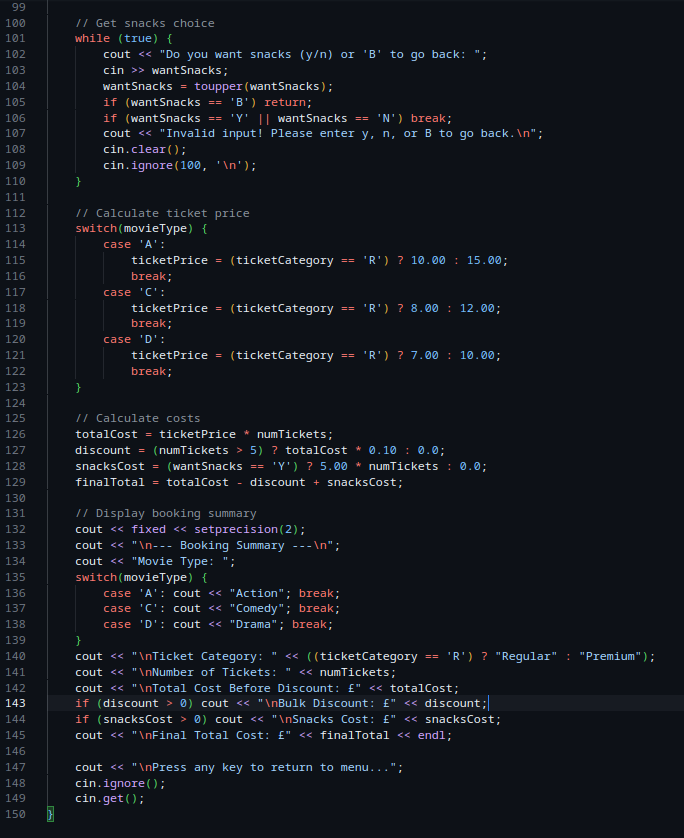 99
100 // Get snacks choice
101 while (true) {
102 cout << "Do you want snacks (y/n) or 'B' to go back: ";
103 cin >> wantSnacks;
104 wantSnacks = toupper(wantSnacks);
105 if (wantSnacks == 'B') return;
106 if (wantSnacks == 'Y' || wantSnacks == 'N') break;
107 cout << "Invalid input! Please enter y, n, or B to go back.\n";
108 cin.clear();
109 cin.ignore(100, '\n');
110 }
111
112 // Calculate ticket price
113 switch(movieType) {
114 case 'A':
115 ticketPrice = (ticketCategory == 'R') ? 10.00 : 15.00;
116 break;
117 case 'C':
118 ticketPrice = (ticketCategory == 'R') ? 8.00 : 12.00;
119 break;
120 case 'D':
121 ticketPrice = (ticketCategory == 'R') ? 7.00 : 10.00;
122 break;
123 }
124
125 // Calculate costs
126 totalCost = ticketPrice * numTickets;
127 discount = (numTickets > 5) ? totalCost * 0.10 : 0.0;
128 snacksCost = (wantSnacks == 'Y') ? 5.00 * numTickets : 0.0;
129 finalTotal = totalCost - discount + snacksCost;
130
131 // Display booking summary
132 cout << fixed << setprecision(2);
133 cout << "\n--- Booking Summary ---\n";
134 cout << "Movie Type: ";
135 switch(movieType) {
136 case 'A': cout << "Action"; break;
137 case 'C': cout << "Comedy"; break;
138 case 'D': cout << "Drama"; break;
139 }
140 cout << "\nTicket Category: " << ((ticketCategory == 'R') ? "Regular" : "Premium");
141 cout << "\nNumber of Tickets: " << numTickets;
142 cout << "\nTotal Cost Before Discount: £" << totalCost;
143 if (discount > 0) cout << "\nBulk Discount: £" << discount;
144 if (snacksCost > 0) cout << "\nSnacks Cost: £" << snacksCost;
145 cout << "\nFinal Total Cost: £" << finalTotal << endl;
146
147 cout << "\nPress any key to return to menu...";
148 cin.ignore();
149 cin.get();
150 }